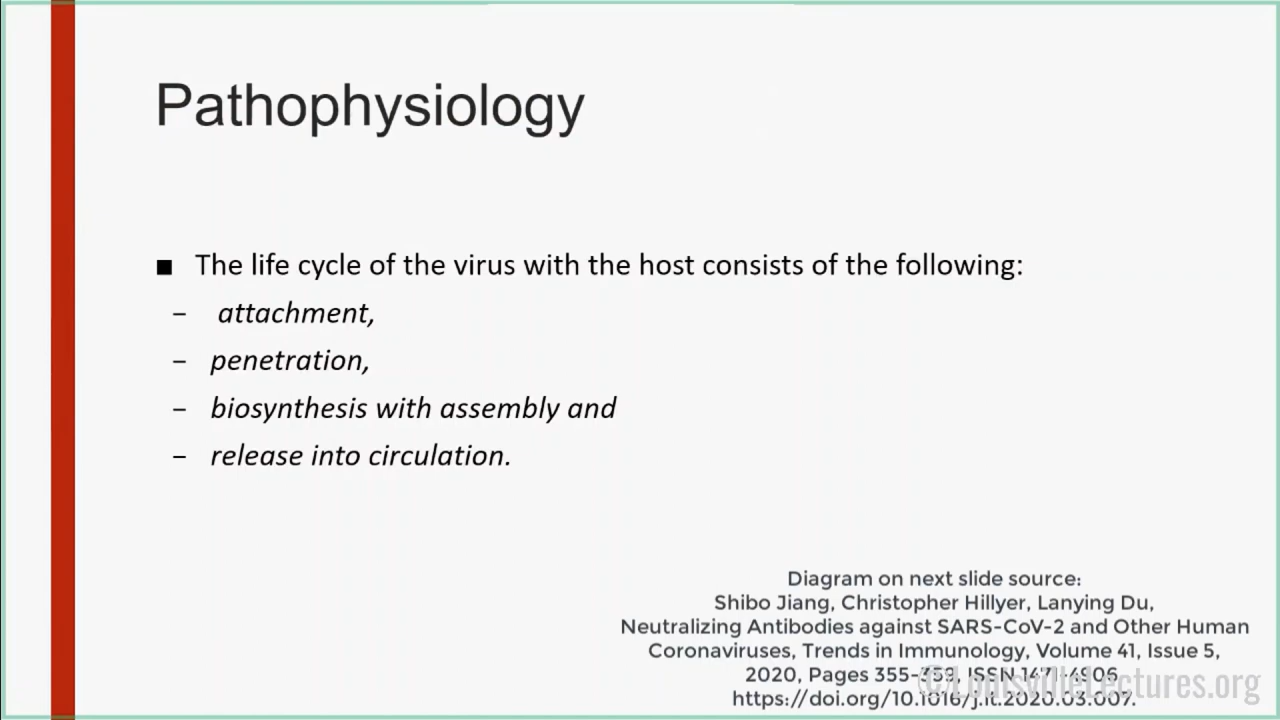 Pathophysiology
■ The life cycle of the virus with the host consists of the following:
– attachment,
– penetration,
– biosynthesis with assembly and
– release into circulation.
Diagram on next slide source:
Shibo Jiang, Christopher Hillyer, Lanying Du,
Neutralizing Antibodies against SARS-CoV-2 and Other Human
Coronaviruses, Trends in Immunology, Volume 41, Issue 5,
2020, Pages 355-359, ISSN 1471-4906,
https://doi.org/10.1016/j.it.2020.03.007.
©LouisvilleLectures.org